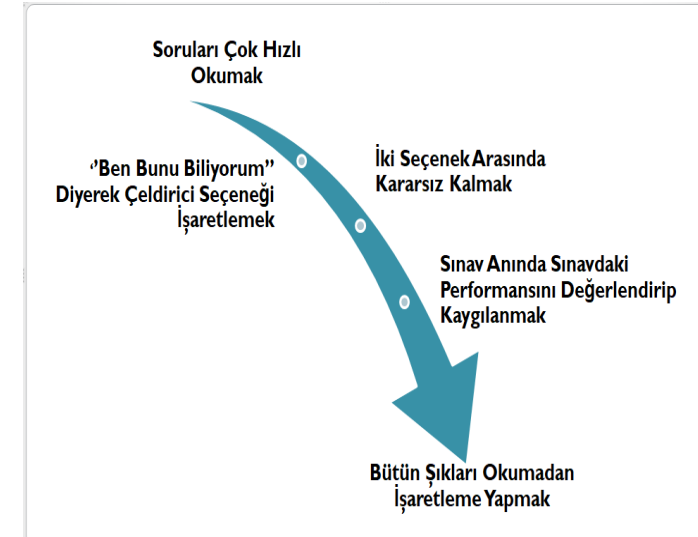 Soruları Çok Hızlı
Okumak
‘’Ben Bunu Biliyorum’’
Diyerek Çeldirici Seçeneği
İşaretlemek
İki Seçenek Arasında
Kararsız Kalmak
Sınav Anında Sınavdaki
Performansını Değerlendirip
Kaygılanmak
Bütün Şıkları Okumadan
İşaretleme Yapmak